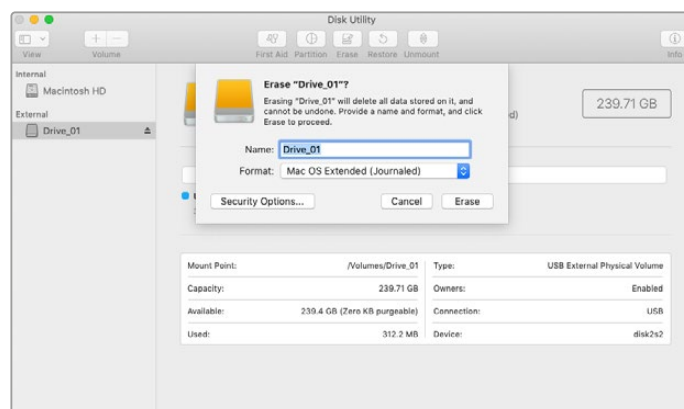 Disk Utility
View
Volume
First Aid
Partition
Erase
Restore
Unmount
Info
Internal
Macintosh HD
External
Drive_01
239.71 GB
Erase "Drive_01"?
Erasing "Drive_01" will delete all data stored on it, and
cannot be undone. Provide a name and format, and click
Erase to proceed.
Name: Drive_01
Format: Mac OS Extended (Journaled)
Security Options...
Cancel
Erase
Mount Point: /Volumes/Drive_01
Type: USB External Physical Volume
Capacity: 239.71 GB
Owners: Enabled
Available: 239.4 GB (Zero KB purgeable)
Connection: USB
Used: 312.2 MB
Device: disk2s2